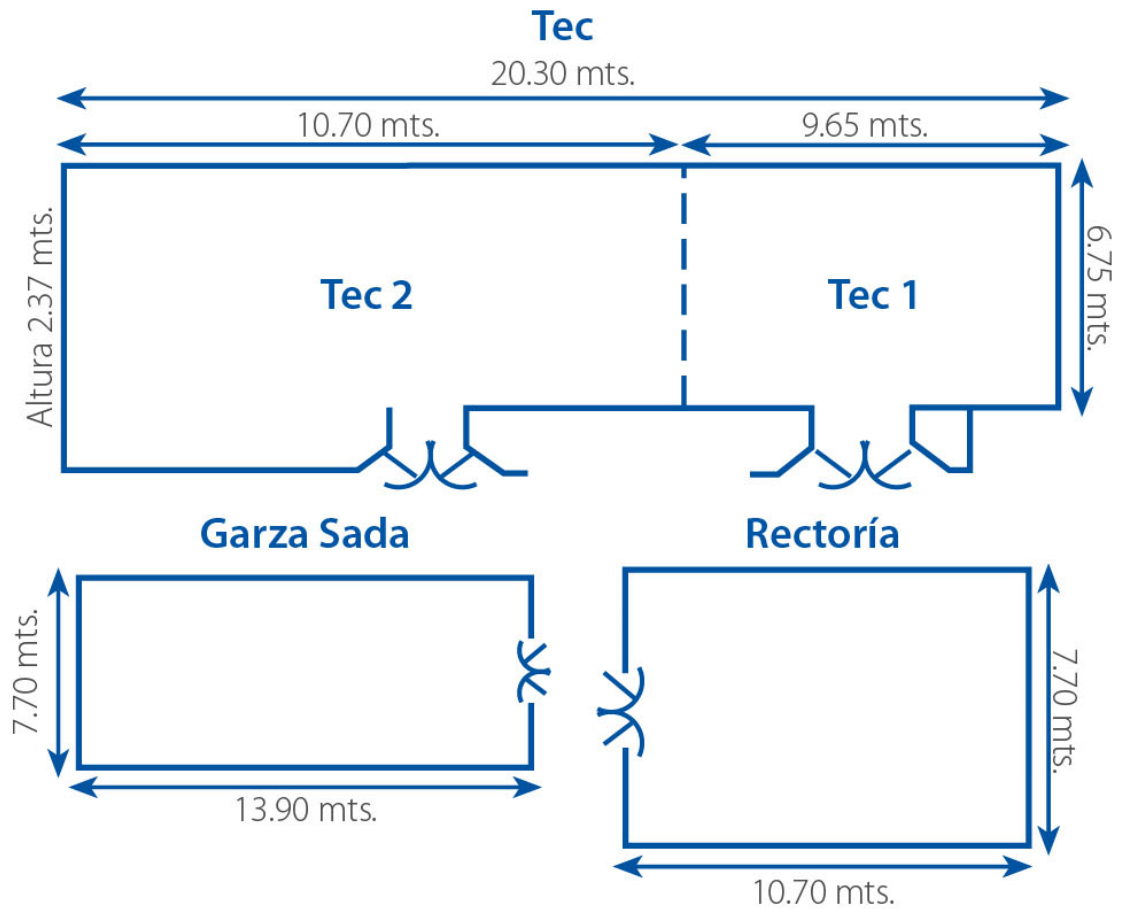 Tec
20.30 mts.
10.70 mts.
9.65 mts.
Altura 2.37 mts.
Tec 2
Tec 1
6.75 mts.
Garza Sada
Rectoría
7.70 mts.
13.90 mts.
7.70 mts.
10.70 mts.